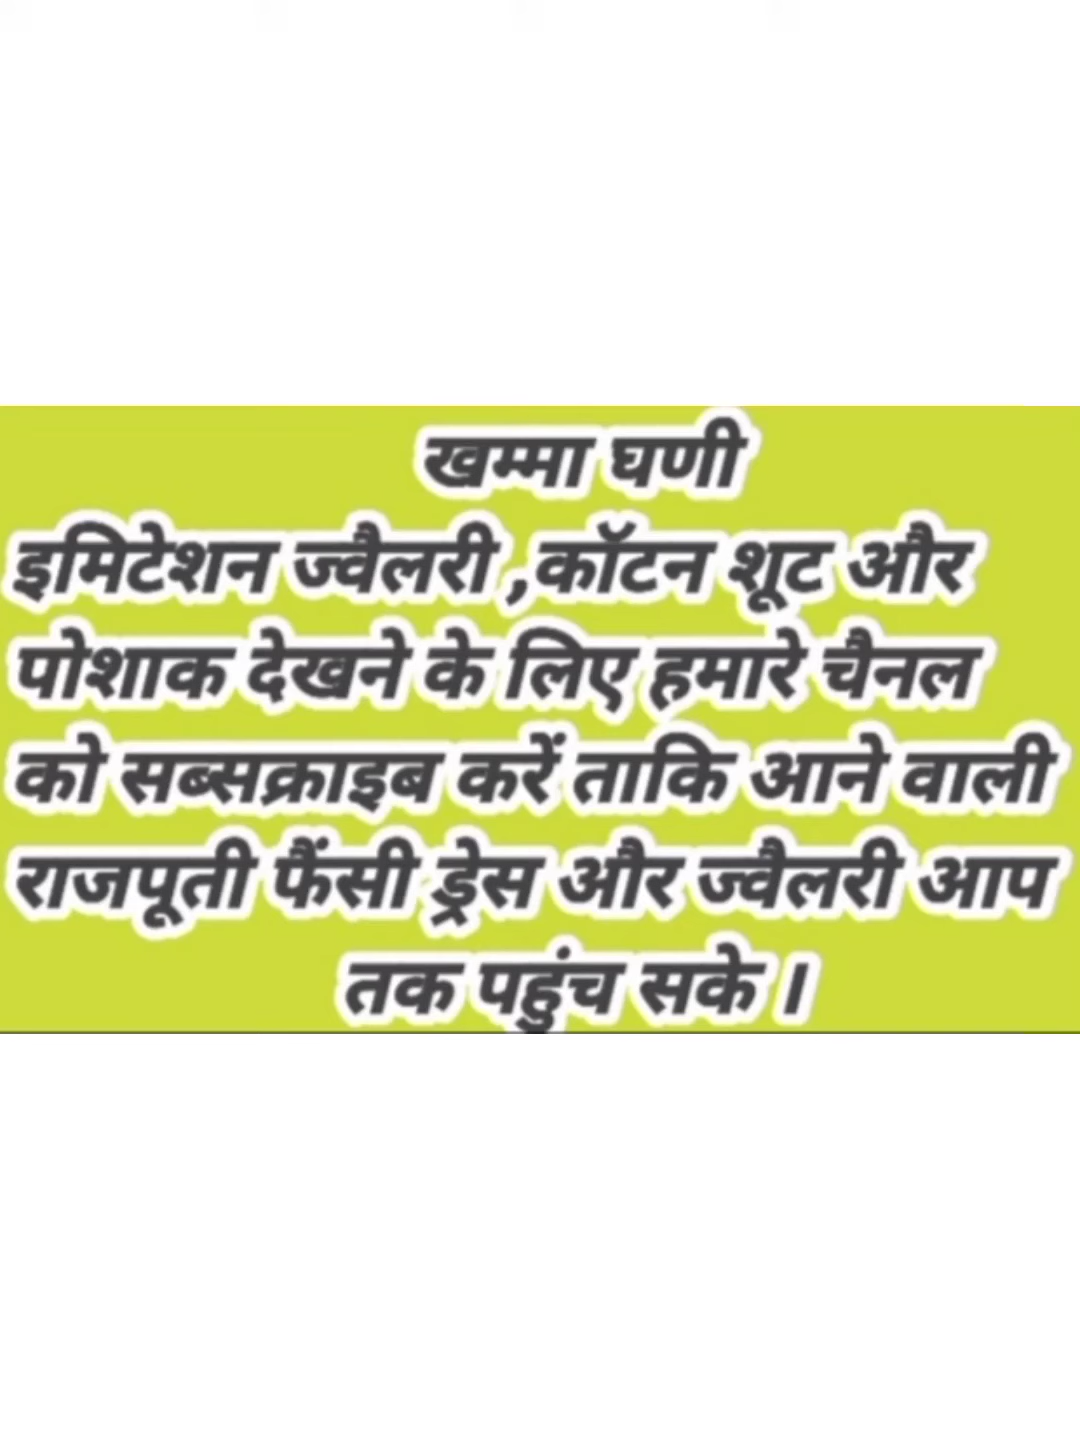 खम्मा घणी
इमिटेशन ज्वैलरी ,कॉटन शूट और
पोशाक देखने के लिए हमारे चैनल
को सब्सक्राइब करें ताकि आने वाली
राजपूती फैंसी ड्रेस और ज्वैलरी आप
तक पहुंच सके ।